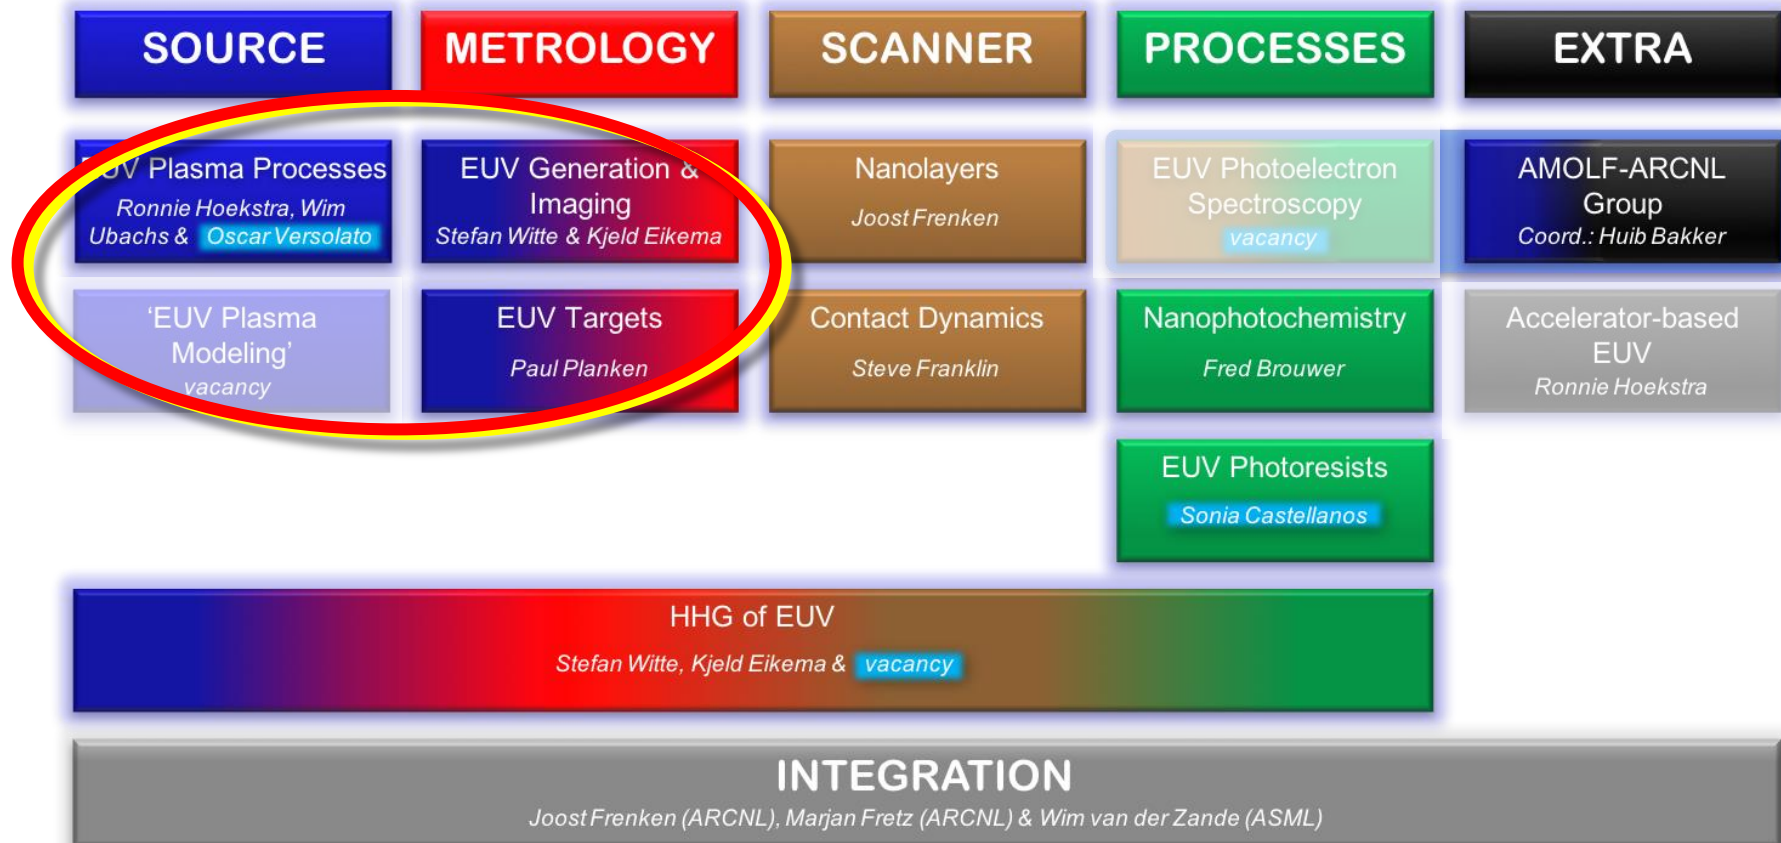 SOURCE
METROLOGY
SCANNER
PROCESSES
EXTRA
EUV Plasma Processes
Ronnie Hoekstra, Wim
Ubachs & Oscar Versolato
EUV Generation &
Imaging
Stefan Witte & Kjeld Eikema
Nanolayers
Joost Frenken
EUV Photoelectron
Spectroscopy
vacancy
AMOLF-ARCNL
Group
Coord.: Huib Bakker
‘EUV Plasma
Modeling’
vacancy
EUV Targets
Paul Planken
Contact Dynamics
Steve Franklin
Nanophotochemistry
Fred Brouwer
Accelerator-based
EUV
Ronnie Hoekstra
EUV Photoresists
Sonia Castellanos
HHG of EUV
Stefan Witte, Kjeld Eikema & vacancy
INTEGRATION
Joost Frenken (ARCNL), Marjan Fretz (ARCNL) & Wim van der Zande (ASML)